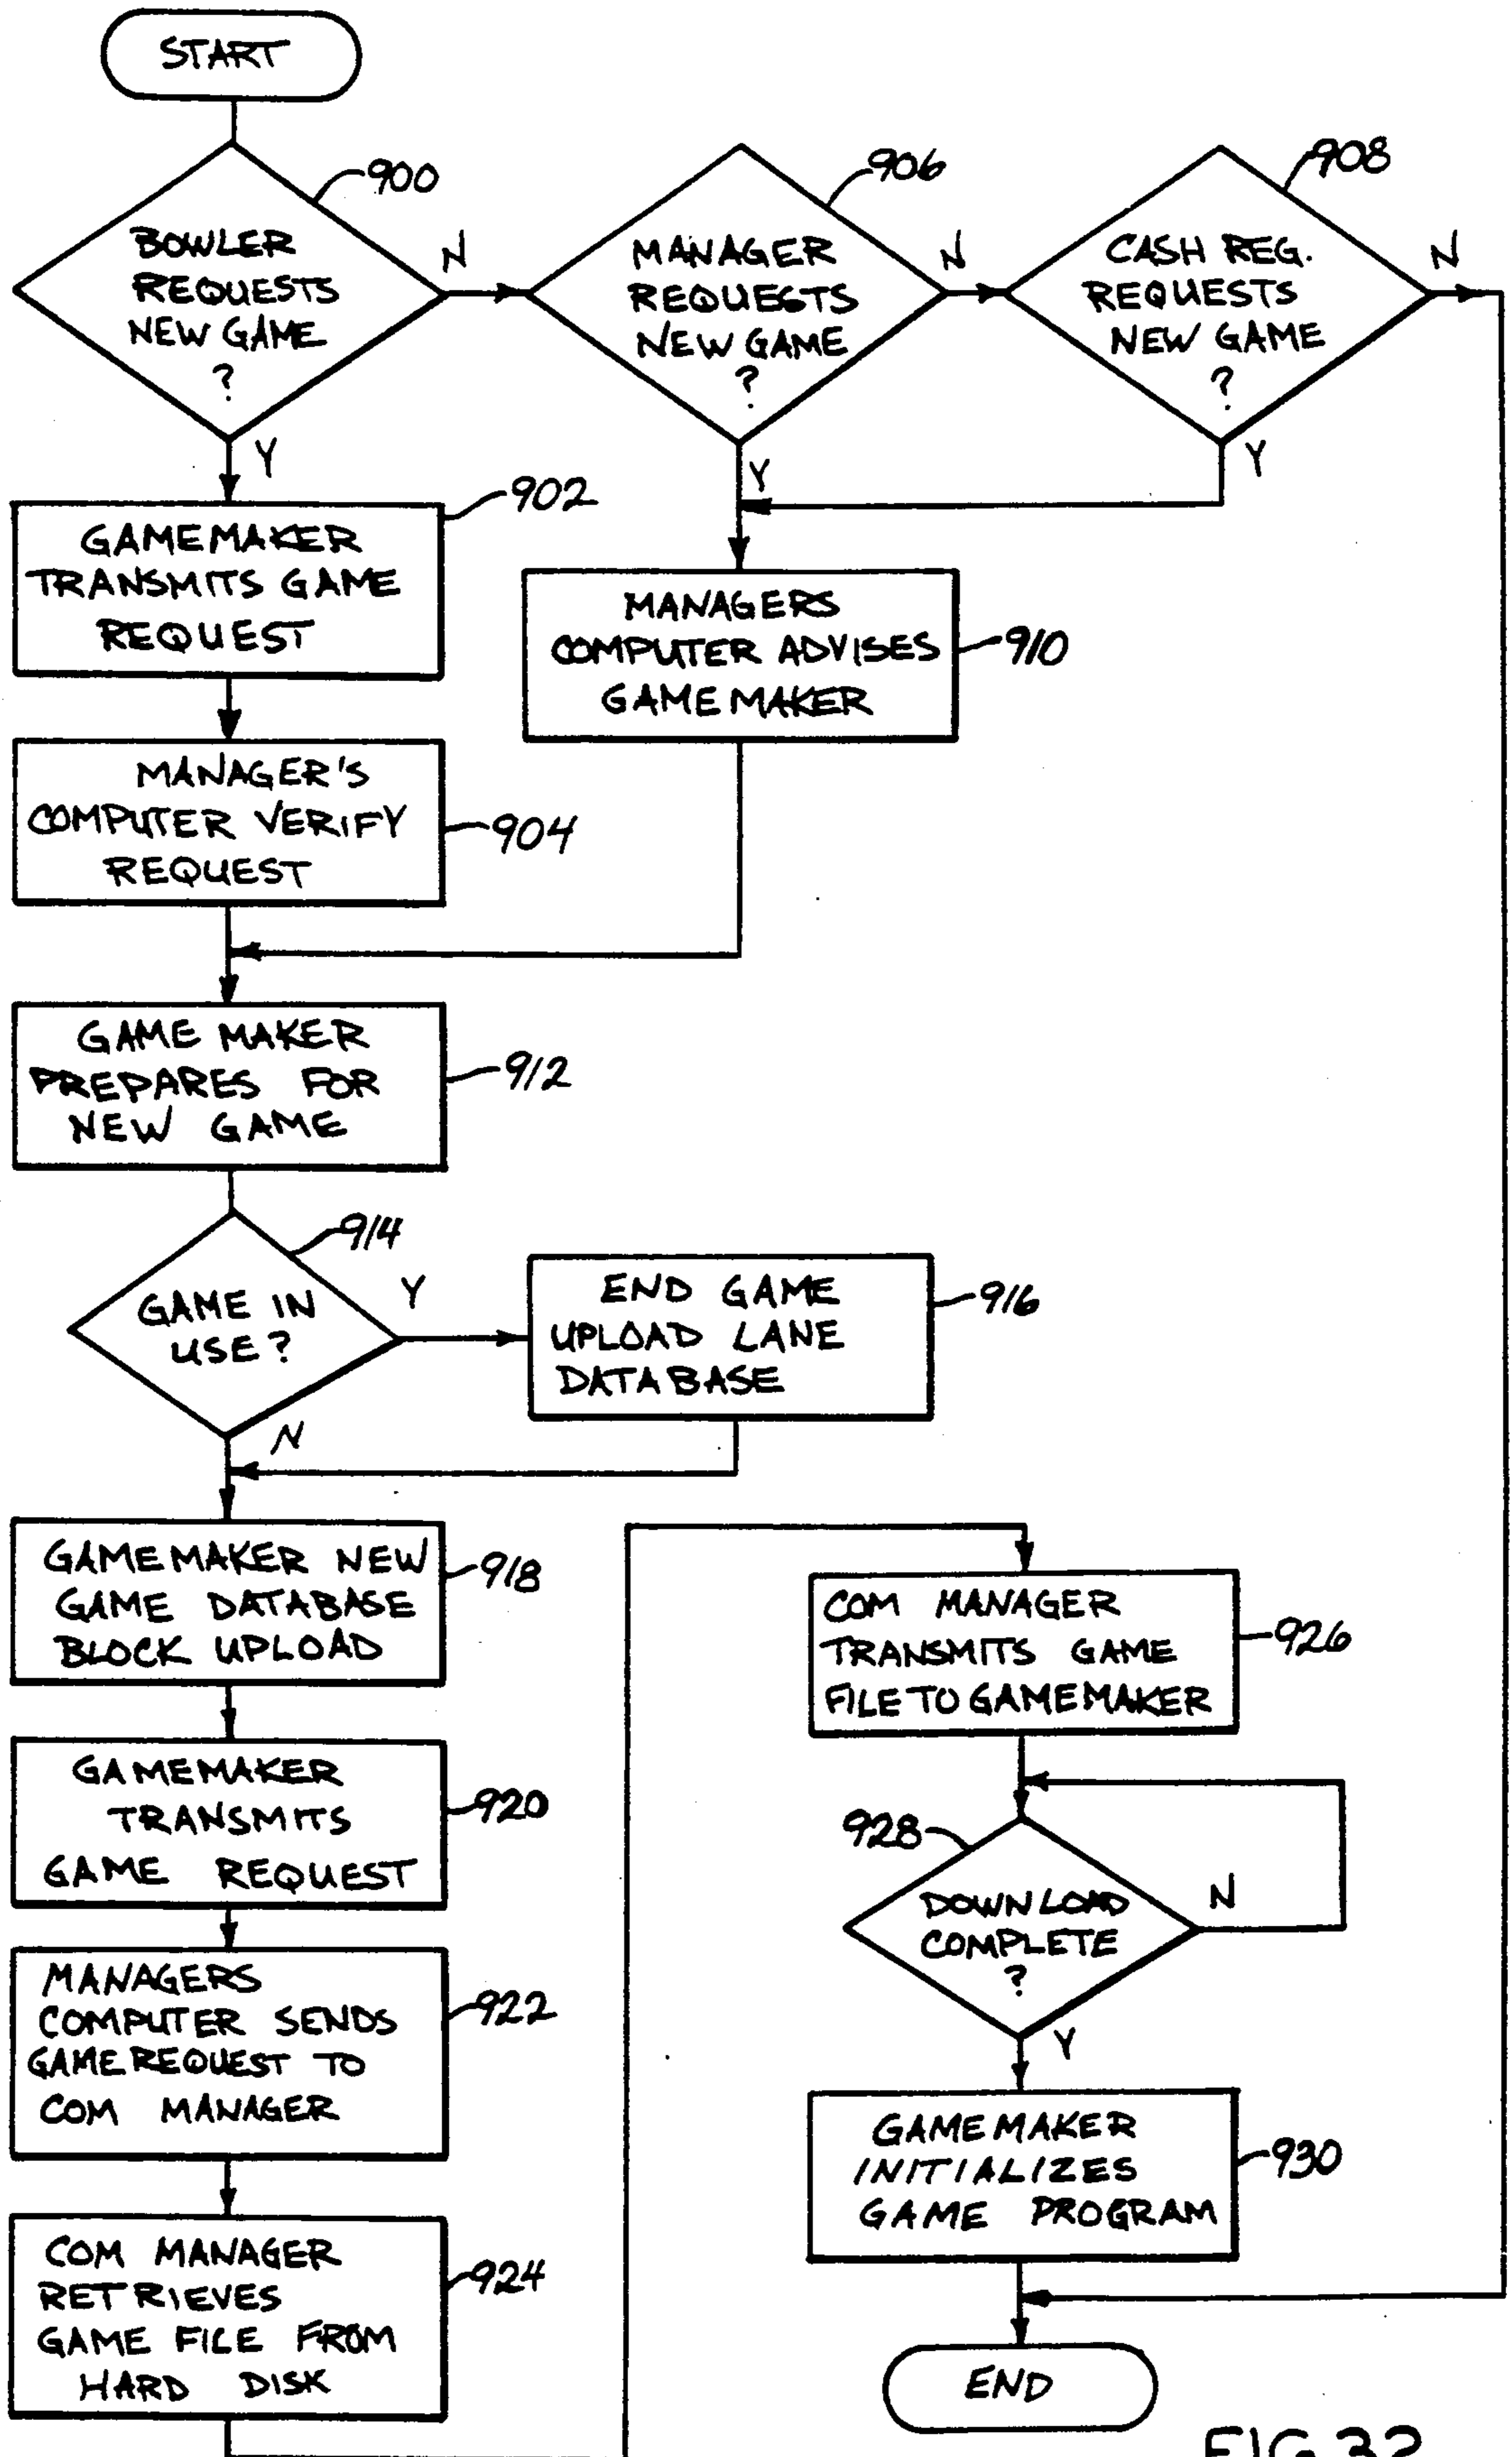 START
900
BOWLER
REQUESTS
NEW GAME
?
N
Y
906
MANAGER
REQUESTS
NEW GAME
?
N
Y
908
CASH REG.
REQUESTS
NEW GAME
?
N
Y
902
GAMEMAKER
TRANSMITS GAME
REQUEST
MANAGERS
COMPUTER ADVISES
GAMEMAKER
910
MANAGER'S
COMPUTER VERIFY
REQUEST
904
GAME MAKER
PREPARES FOR
NEW GAME
912
914
GAME IN
USE?
Y
N
END GAME
UPLOAD LANE
DATABASE
916
GAMEMAKER NEW
GAME DATABASE
BLOCK UPLOAD
918
GAMEMAKER
TRANSMITS
GAME REQUEST
920
MANAGERS
COMPUTER SENDS
GAME REQUEST TO
COM MANAGER
922
COM MANAGER
RETRIEVES
GAME FILE FROM
HARD DISK
924
COM MANAGER
TRANSMITS GAME
FILE TO GAMEMAKER
926
928
DOWNLOAD
COMPLETE
?
N
Y
GAMEMAKER
INITIALIZES
GAME PROGRAM
930
END
FIG. 32